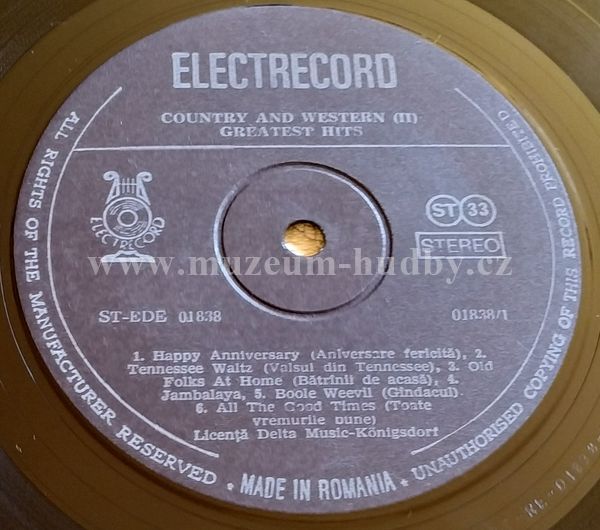 ELECTRECORD
COUNTRY AND WESTERN (II)
GREATEST HITS
ELECTRECORD
ST 33
STEREO
www.muzeum-hudby.cz
ST-EDE 01838
01838/1
1. Happy Anniversary (Aniversare fericită), 2.
Tennessee Waltz (Valsul din Tennessee), 3. Old
Folks At Home (Bătrînii de acasă), 4.
Jambalaya, 5. Boole Weevil (Gîndacul)
6. All The Good Times (Toate
vremurile bune)
Licenţă Delta Music-Königsdorf
ALL RIGHTS OF THE MANUFACTURER RESERVED • MADE IN ROMANIA • UNAUTHORISED COPYING OF THIS RECORD PROHIBITED